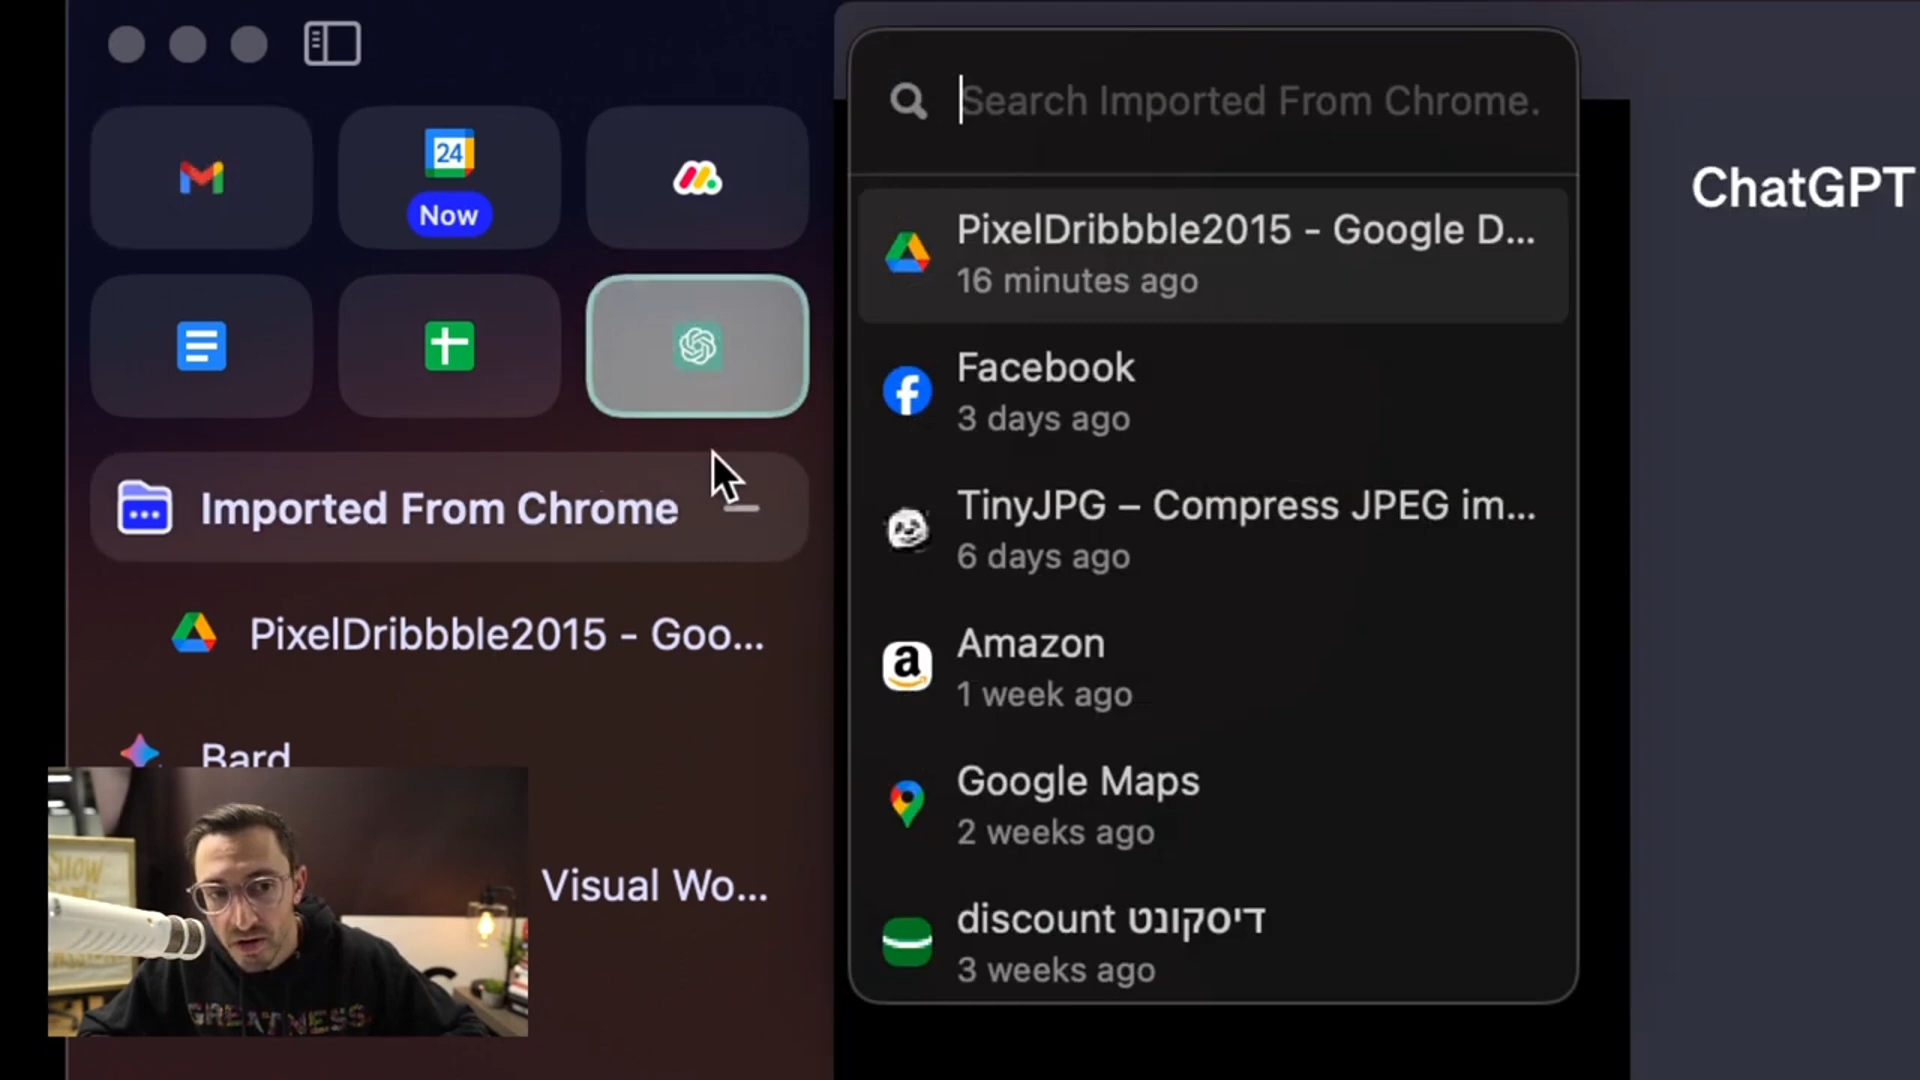 24
Now
Imported From Chrome
PixelDribbble2015 - Goo...
Bard
Visual Wo...
Search Imported From Chrome.
PixelDribbble2015 - Google D...
16 minutes ago
Facebook
3 days ago
TinyJPG – Compress JPEG im...
6 days ago
Amazon
1 week ago
Google Maps
2 weeks ago
discount דיסקונט
3 weeks ago
ChatGPT
SHOW
GREATNESS